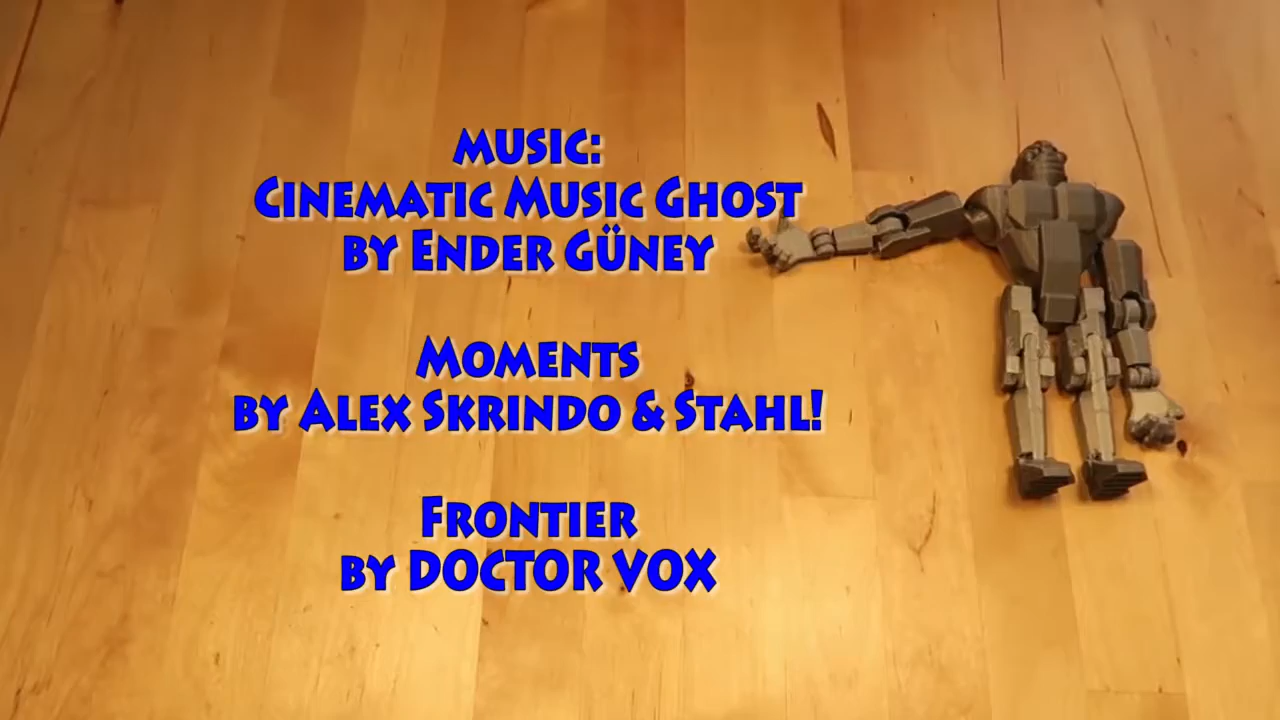 MUSIC:
CINEMATIC MUSIC GHOST
BY ENDER GÜNEY
MOMENTS
BY ALEX SKRINDO & STAHL!
FRONTIER
BY DOCTOR VOX